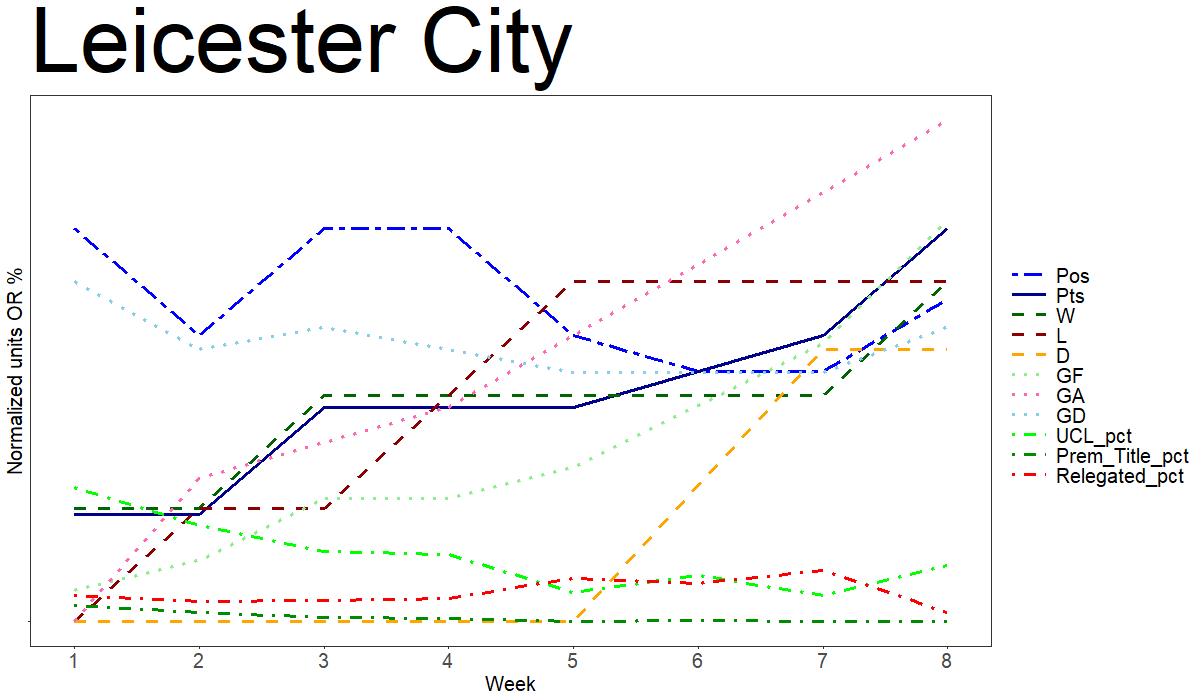 Leicester City
Normalized units OR %
Pos
Pts
W
L
D
GF
GA
GD
UCL_pct
Prem_Title_pct
Relegated_pct
1 2 3 4 5 6 7 8
Week